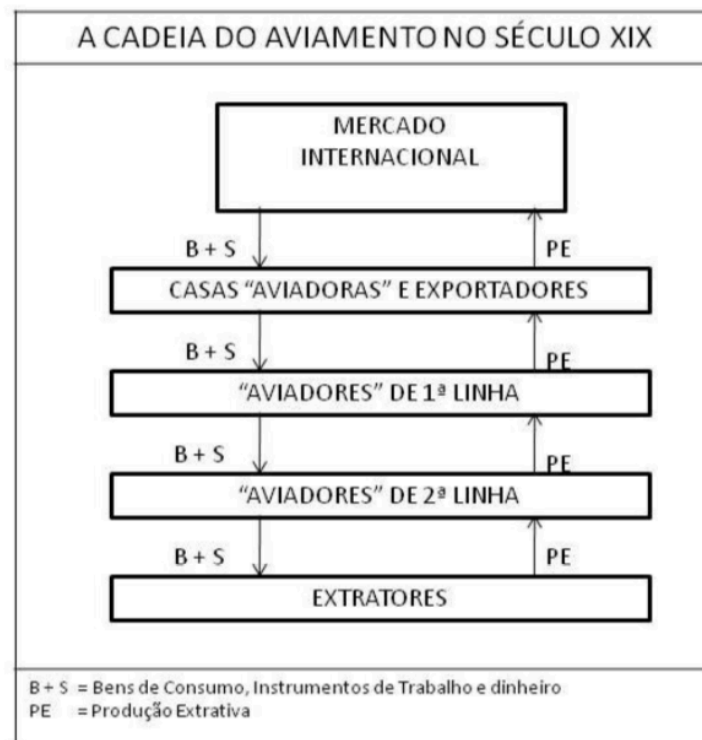 A CADEIA DO AVIAMENTO NO SÉCULO XIX
MERCADO
INTERNACIONAL
B + S
PE
CASAS “AVIADORAS” E EXPORTADORES
B + S
PE
“AVIADORES” DE 1ª LINHA
B + S
PE
“AVIADORES” DE 2ª LINHA
B + S
PE
EXTRATORES
B + S = Bens de Consumo, Instrumentos de Trabalho e dinheiro
PE = Produção Extrativa